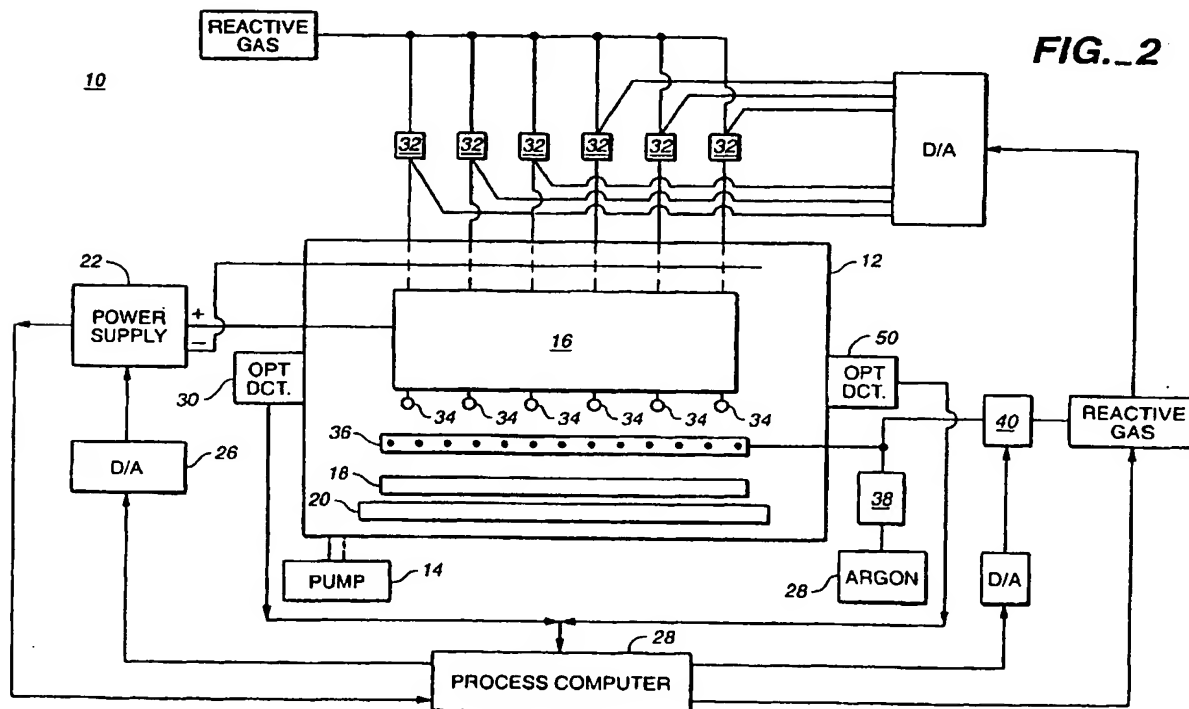 REACTIVE
GAS
FIG._2
10
32 32 32 32 32 32
D/A
12
22
POWER
SUPPLY
+
–
16
50
OPT
DCT.
30
OPT
DCT.
34 34 34 34 34 34
36
40
REACTIVE
GAS
D/A
26
18
20
38
PUMP
14
28
ARGON
D/A
28
PROCESS COMPUTER